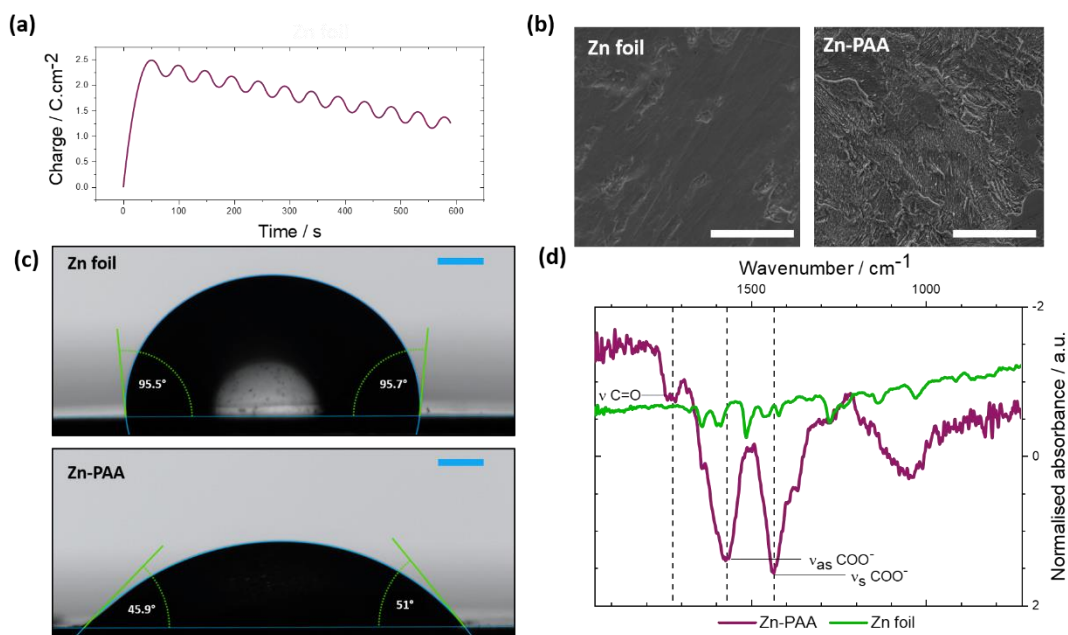 (a)
Zn foil
2.5
2.0
1.5
1.0
0.5
0.0
Charge / C.cm-2
0 100 200 300 400 500 600
Time / s
(b)
Zn foil
Zn-PAA
(c)
Zn foil
95.5°
95.7°
Zn-PAA
45.9°
51°
(d)
Wavenumber / cm-1
1500 1000
-2
0
2
Normalised absorbance / a.u.
ν C=O
νas COO-
νs COO-
Zn-PAA Zn foil